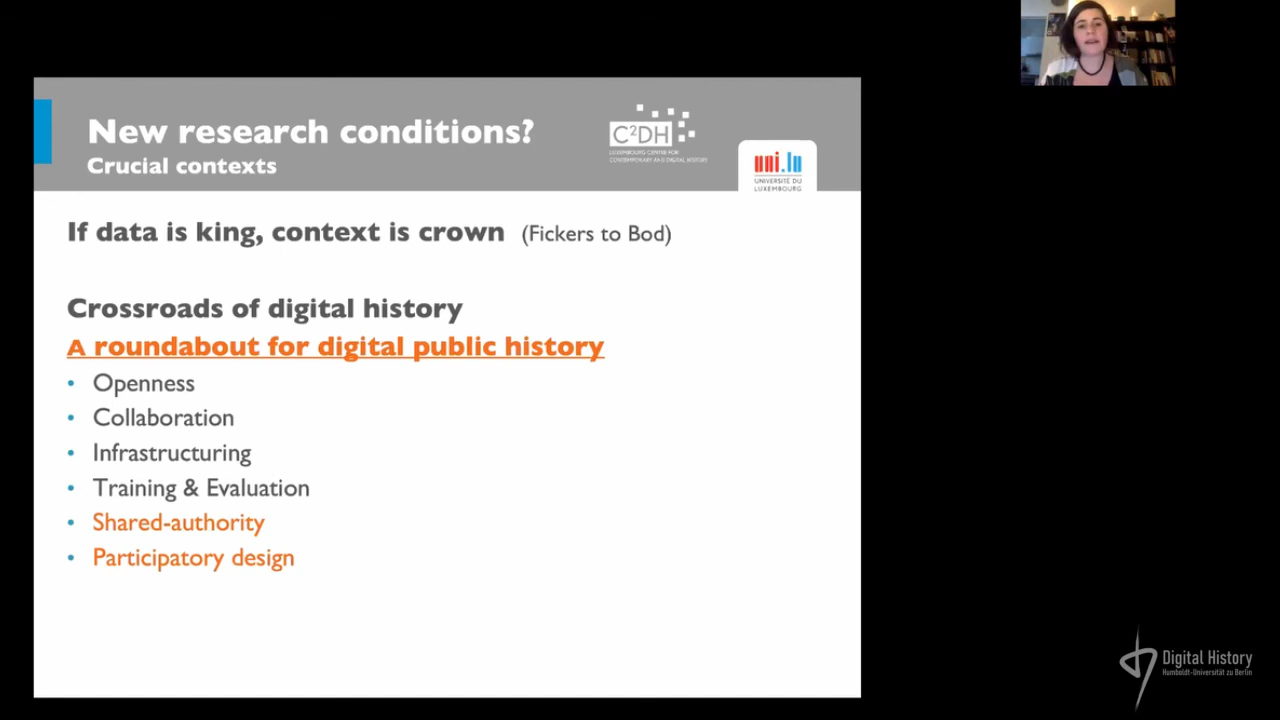 New research conditions?
Crucial contexts
C²DH
LUXEMBOURG CENTRE FOR
CONTEMPORARY AND DIGITAL HISTORY
uni.lu
UNIVERSITÉ DU
LUXEMBOURG
If data is king, context is crown (Fickers to Bod)
Crossroads of digital history
A roundabout for digital public history
• Openness
• Collaboration
• Infrastructuring
• Training & Evaluation
• Shared-authority
• Participatory design
Digital History
Humboldt-Universität zu Berlin